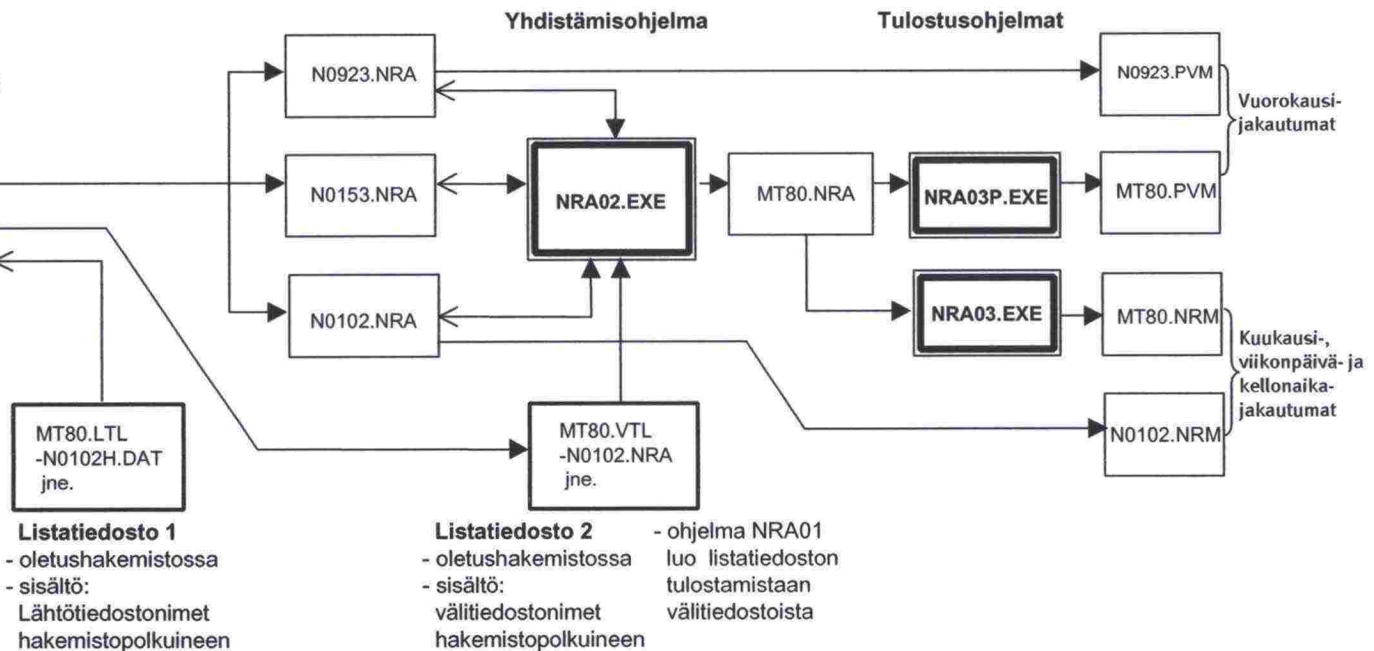 Yhdistämisohjelma
Tulostusohjelmat
N0923.NRA
N0923.PVM
Vuorokausi-
jakautumat
N0153.NRA
NRA02.EXE
MT80.NRA
NRA03P.EXE
MT80.PVM
N0102.NRA
NRA03.EXE
MT80.NRM
Kuukausi-,
viikonpäivä- ja
kellonaika-
jakautumat
N0102.NRM
MT80.LTL
-N0102H.DAT
jne.
MT80.VTL
-N0102.NRA
jne.
Listatiedosto 1
- oletushakemistossa
- sisältö:
Lähtötiedostonimet
hakemistopolkuineen
Listatiedosto 2
- oletushakemistossa
- sisältö:
välitiedostonimet
hakemistopolkuineen
- ohjelma NRA01
luo listatiedoston
tulostamistaan
välitiedostoista